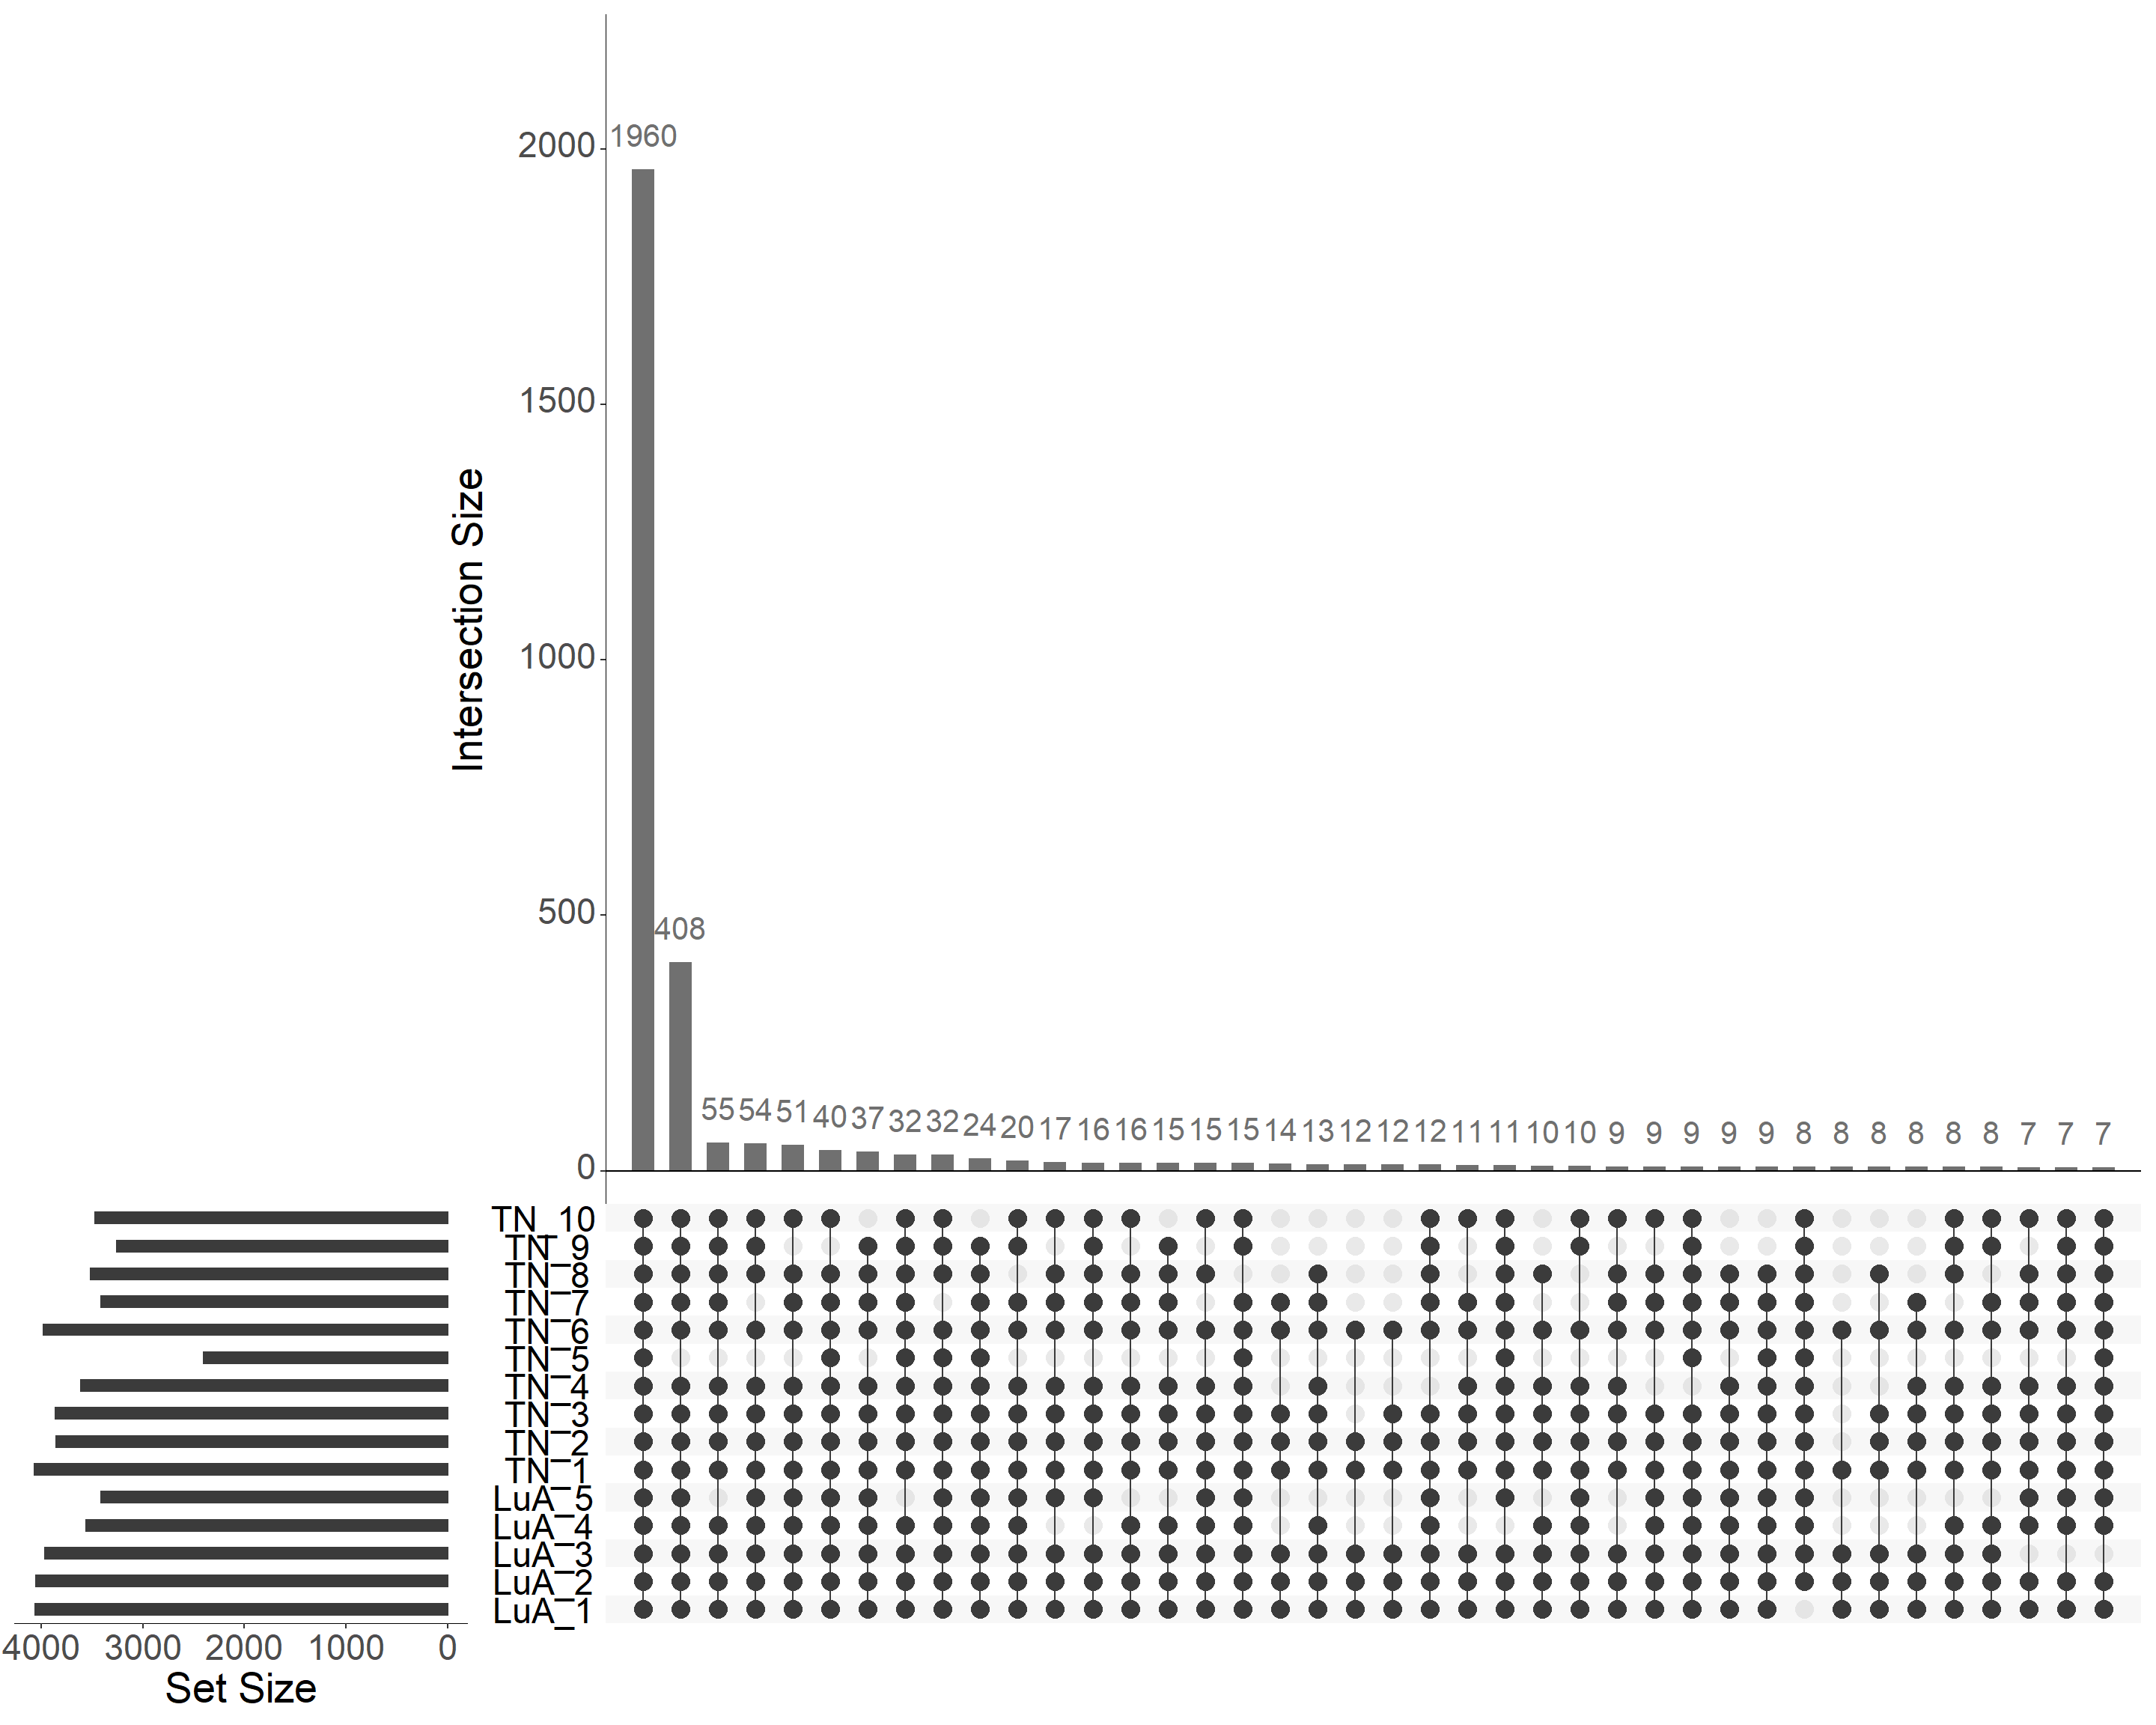 2000
1500
1000
500
0
Intersection Size
1960
408
55 54 51 40 37 32 32 24 20 17 16 16 15 15 15 14 13 12 12 12 11 11 10 10 9 9 9 9 9 8 8 8 8 8 8 7 7 7
TN_10
TN_9
TN_8
TN_7
TN_6
TN_5
TN_4
TN_3
TN_2
TN_1
LuA_5
LuA_4
LuA_3
LuA_2
LuA_1
4000 3000 2000 1000 0
Set Size